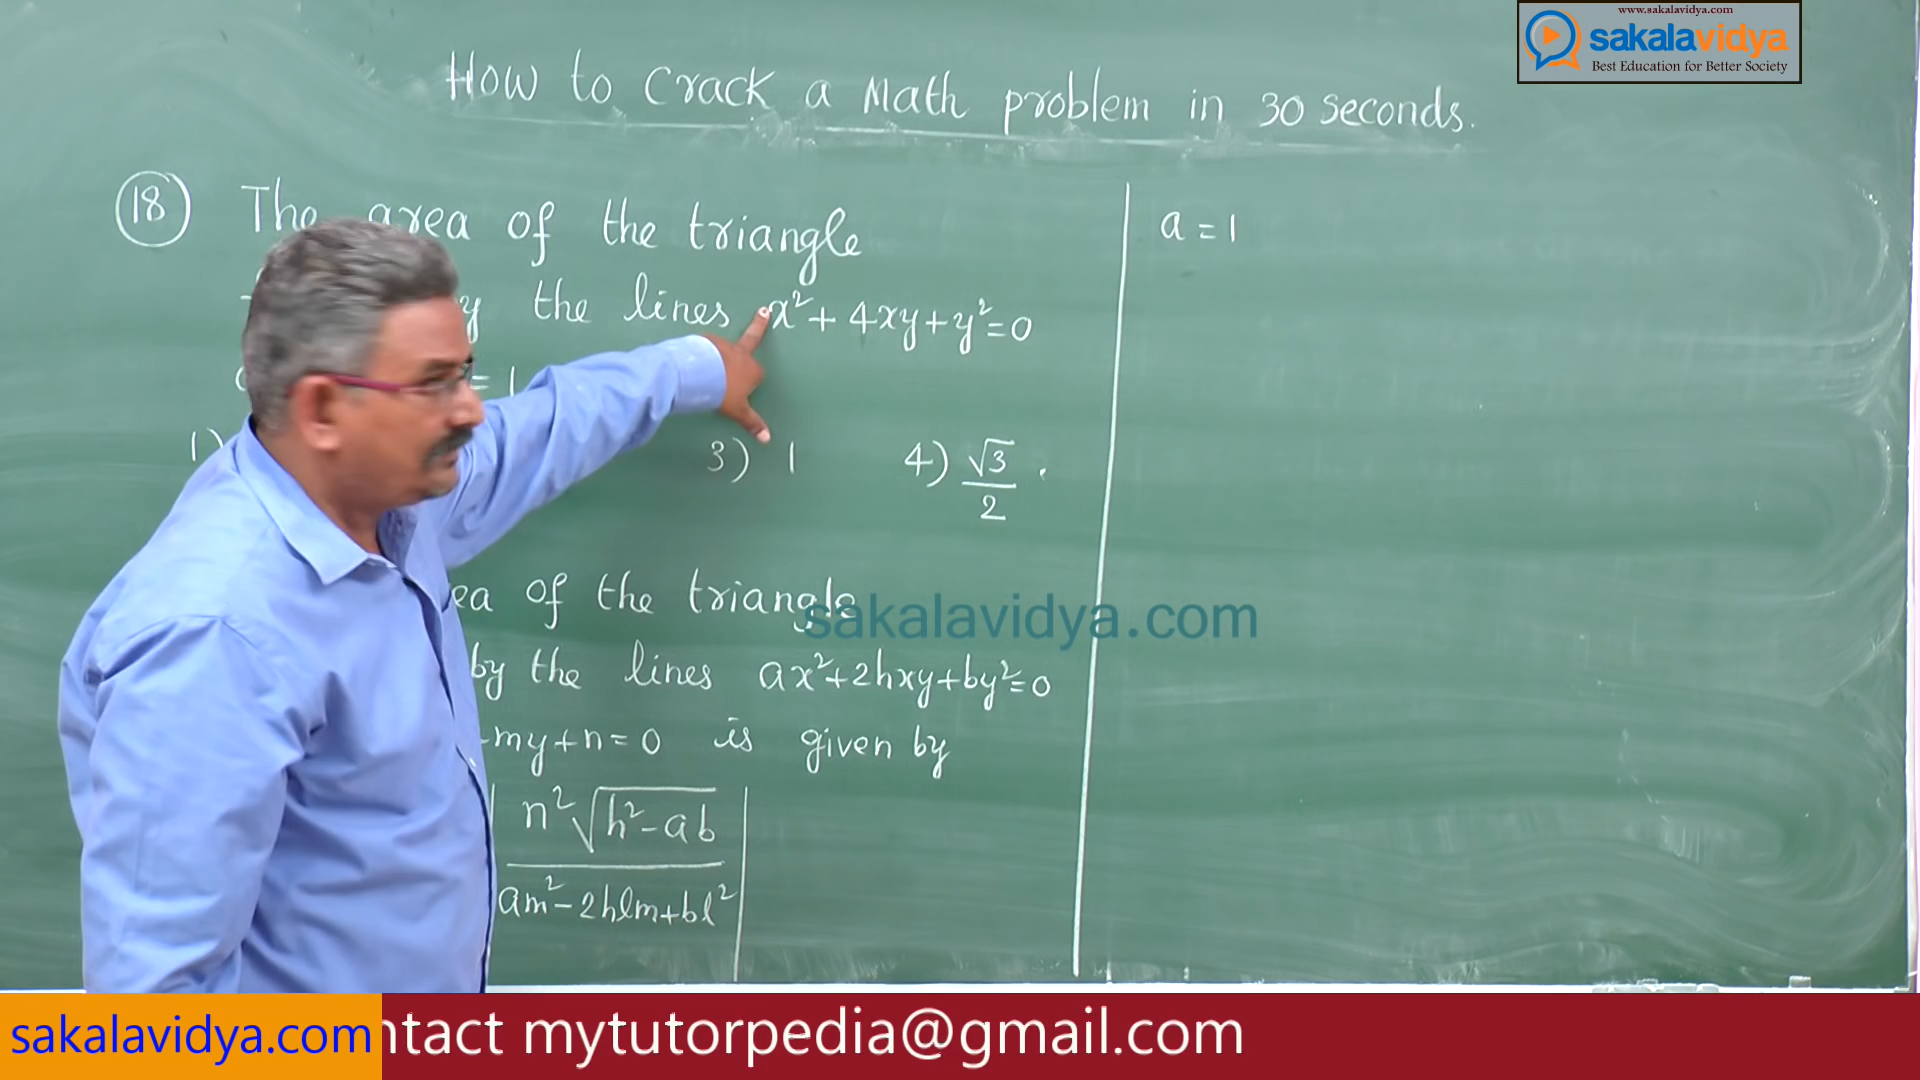 www.sakalavidya.com
sakalavidya
Best Education for Better Society
How to Crack a Math problem in 30 seconds.
18 The area of the triangle
the lines x²+4xy+y²=0
= 1
1) 3) 1 4) √3/2 .
of the triangle
by the lines ax²+2hxy+by²=0
my+n=0 is given by
| n²√(h²-ab) / (am²-2hlm+bl²) |
a = 1
sakalavidya.com
sakalavidya.com
mytutorpedia@gmail.com